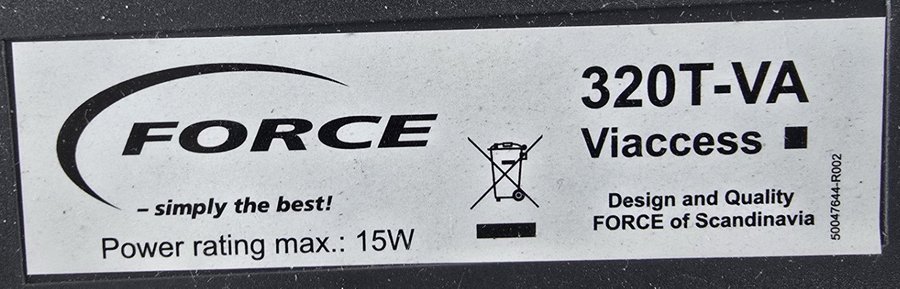 FORCE
– simply the best!
Power rating max.: 15W
320T-VA
Viaccess ■
Design and Quality
FORCE of Scandinavia
50047644-R002